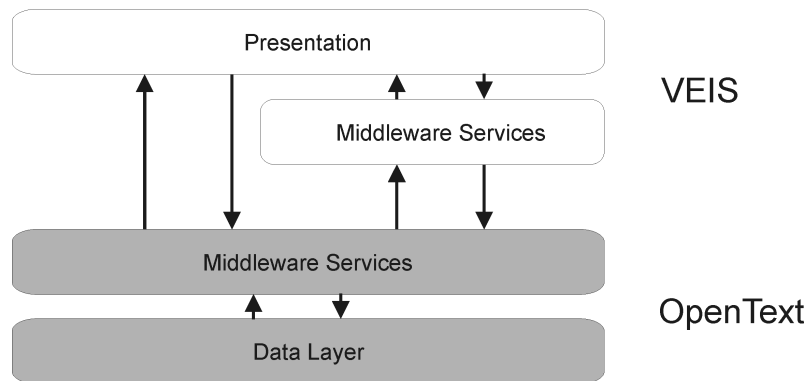 Presentation
VEIS
Middleware Services
Middleware Services
OpenText
Data Layer